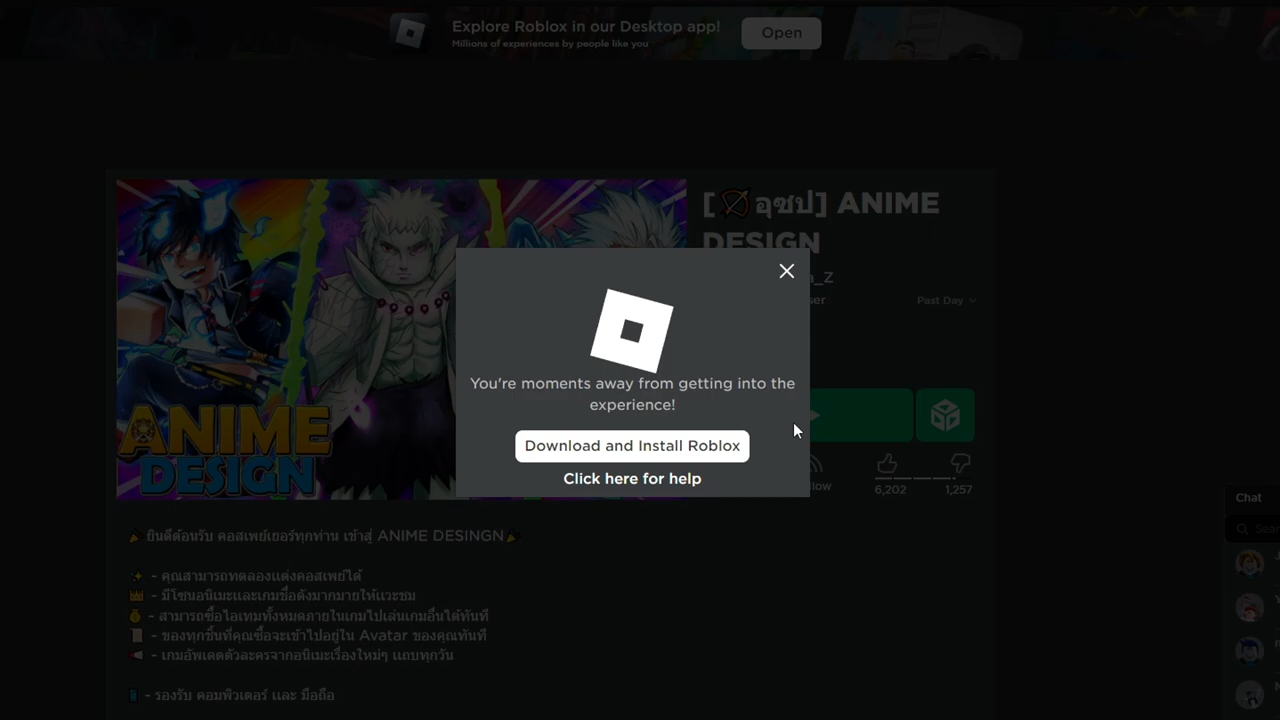 Explore Roblox in our Desktop app!
Millions of experiences by people like you
Open
[🏹อุซป] ANIME
DESIGN
_Z
ser
Past Day
ANIME
DESIGN
You're moments away from getting into the
experience!
Download and Install Roblox
Click here for help
llow
6,202
1,257
🎉ยินดีต้อนรับ คอสเพย์เยอร์ทุกท่าน เข้าสู่ ANIME DESINGN🎉
✨ - คุณสามารถทดลองแต่งคอสเพย์ได้
👑 - มีโซนอนิเมะและเกมชื่อดังมากมายให้แวะชม
💰 - สามารถซื้อไอเทมทั้งหมดภายในเกมไปเล่นเกมอื่นได้ทันที
📔 - ของทุกชิ้นที่คุณซื้อจะเข้าไปอยู่ใน Avatar ของคุณทันที
📣 - เกมอัพเดตตัวละครจากอนิเมะเรื่องใหม่ๆ แถบทุกวัน
📱 - รองรับ คอมพิวเตอร์ และ มือถือ
Chat
Sea